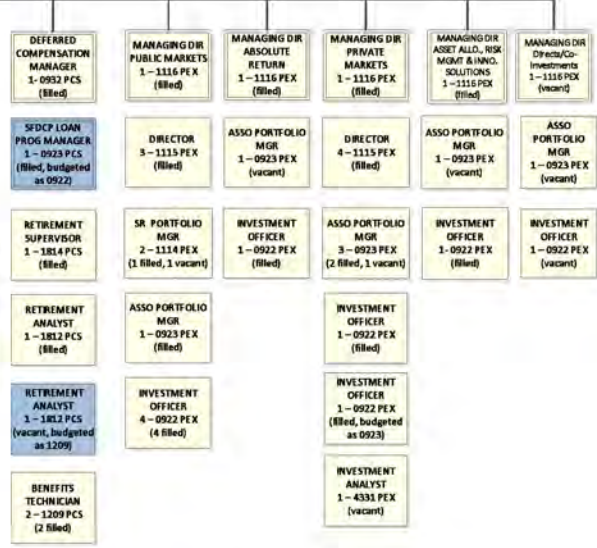 DEFERRED
COMPENSATION
MANAGER
1- 0932 PCS
(filled)
SFDCP LOAN
PROG MANAGER
1 – 0923 PCS
(filled, budgeted
as 0922)
RETIREMENT
SUPERVISOR
1 – 1814 PCS
(filled)
RETIREMENT
ANALYST
1 – 1812 PCS
(filled)
RETIREMENT
ANALYST
1 – 1812 PCS
(vacant, budgeted
as 1209)
BENEFITS
TECHNICIAN
2 – 1209 PCS
(2 filled)
MANAGING DIR
PUBLIC MARKETS
1 – 1116 PEX
(filled)
DIRECTOR
3 – 1115 PEX
(filled)
SR PORTFOLIO
MGR
2 – 1114 PEX
(1 filled, 1 vacant)
ASSO PORTFOLIO
MGR
1 – 0923 PEX
(filled)
INVESTMENT
OFFICER
4 – 0922 PEX
(4 filled)
MANAGING DIR
ABSOLUTE
RETURN
1 – 1116 PEX
(filled)
ASSO PORTFOLIO
MGR
1 – 0923 PEX
(vacant)
INVESTMENT
OFFICER
1 – 0922 PEX
(filled)
MANAGING DIR
PRIVATE
MARKETS
1 – 1116 PEX
(filled)
DIRECTOR
4 – 1115 PEX
(filled)
ASSO PORTFOLIO
MGR
3 – 0923 PEX
(2 filled, 1 vacant)
INVESTMENT
OFFICER
1 – 0922 PEX
(filled)
INVESTMENT
OFFICER
1 – 0922 PEX
(filled, budgeted
as 0923)
INVESTMENT
ANALYST
1 – 4331 PEX
(vacant)
MANAGING DIR
ASSET ALLO., RISK
MGMT & INNO.
SOLUTIONS
1 – 1116 PEX
(filled)
ASSO PORTFOLIO
MGR
1 – 0923 PEX
(vacant)
INVESTMENT
OFFICER
1- 0922 PEX
(filled)
MANAGING DIR
Directs/Co-
Investments
1 – 1116 PEX
(vacant)
ASSO
PORTFOLIO
MGR
1 – 0923 PEX
(vacant)
INVESTMENT
OFFICER
1 – 0922 PEX
(vacant)